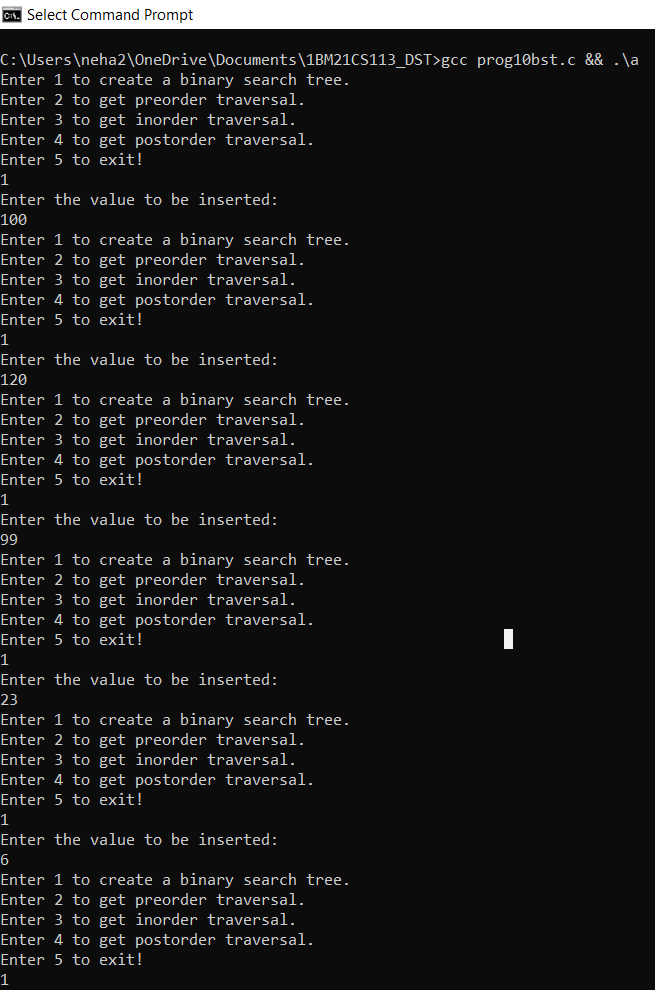 Select Command Prompt
C:\Users\neha2\OneDrive\Documents\1BM21CS113_DST>gcc prog10bst.c && .\a
Enter 1 to create a binary search tree.
Enter 2 to get preorder traversal.
Enter 3 to get inorder traversal.
Enter 4 to get postorder traversal.
Enter 5 to exit!
1
Enter the value to be inserted:
100
Enter 1 to create a binary search tree.
Enter 2 to get preorder traversal.
Enter 3 to get inorder traversal.
Enter 4 to get postorder traversal.
Enter 5 to exit!
1
Enter the value to be inserted:
120
Enter 1 to create a binary search tree.
Enter 2 to get preorder traversal.
Enter 3 to get inorder traversal.
Enter 4 to get postorder traversal.
Enter 5 to exit!
1
Enter the value to be inserted:
99
Enter 1 to create a binary search tree.
Enter 2 to get preorder traversal.
Enter 3 to get inorder traversal.
Enter 4 to get postorder traversal.
Enter 5 to exit!
1
Enter the value to be inserted:
23
Enter 1 to create a binary search tree.
Enter 2 to get preorder traversal.
Enter 3 to get inorder traversal.
Enter 4 to get postorder traversal.
Enter 5 to exit!
1
Enter the value to be inserted:
6
Enter 1 to create a binary search tree.
Enter 2 to get preorder traversal.
Enter 3 to get inorder traversal.
Enter 4 to get postorder traversal.
Enter 5 to exit!
1